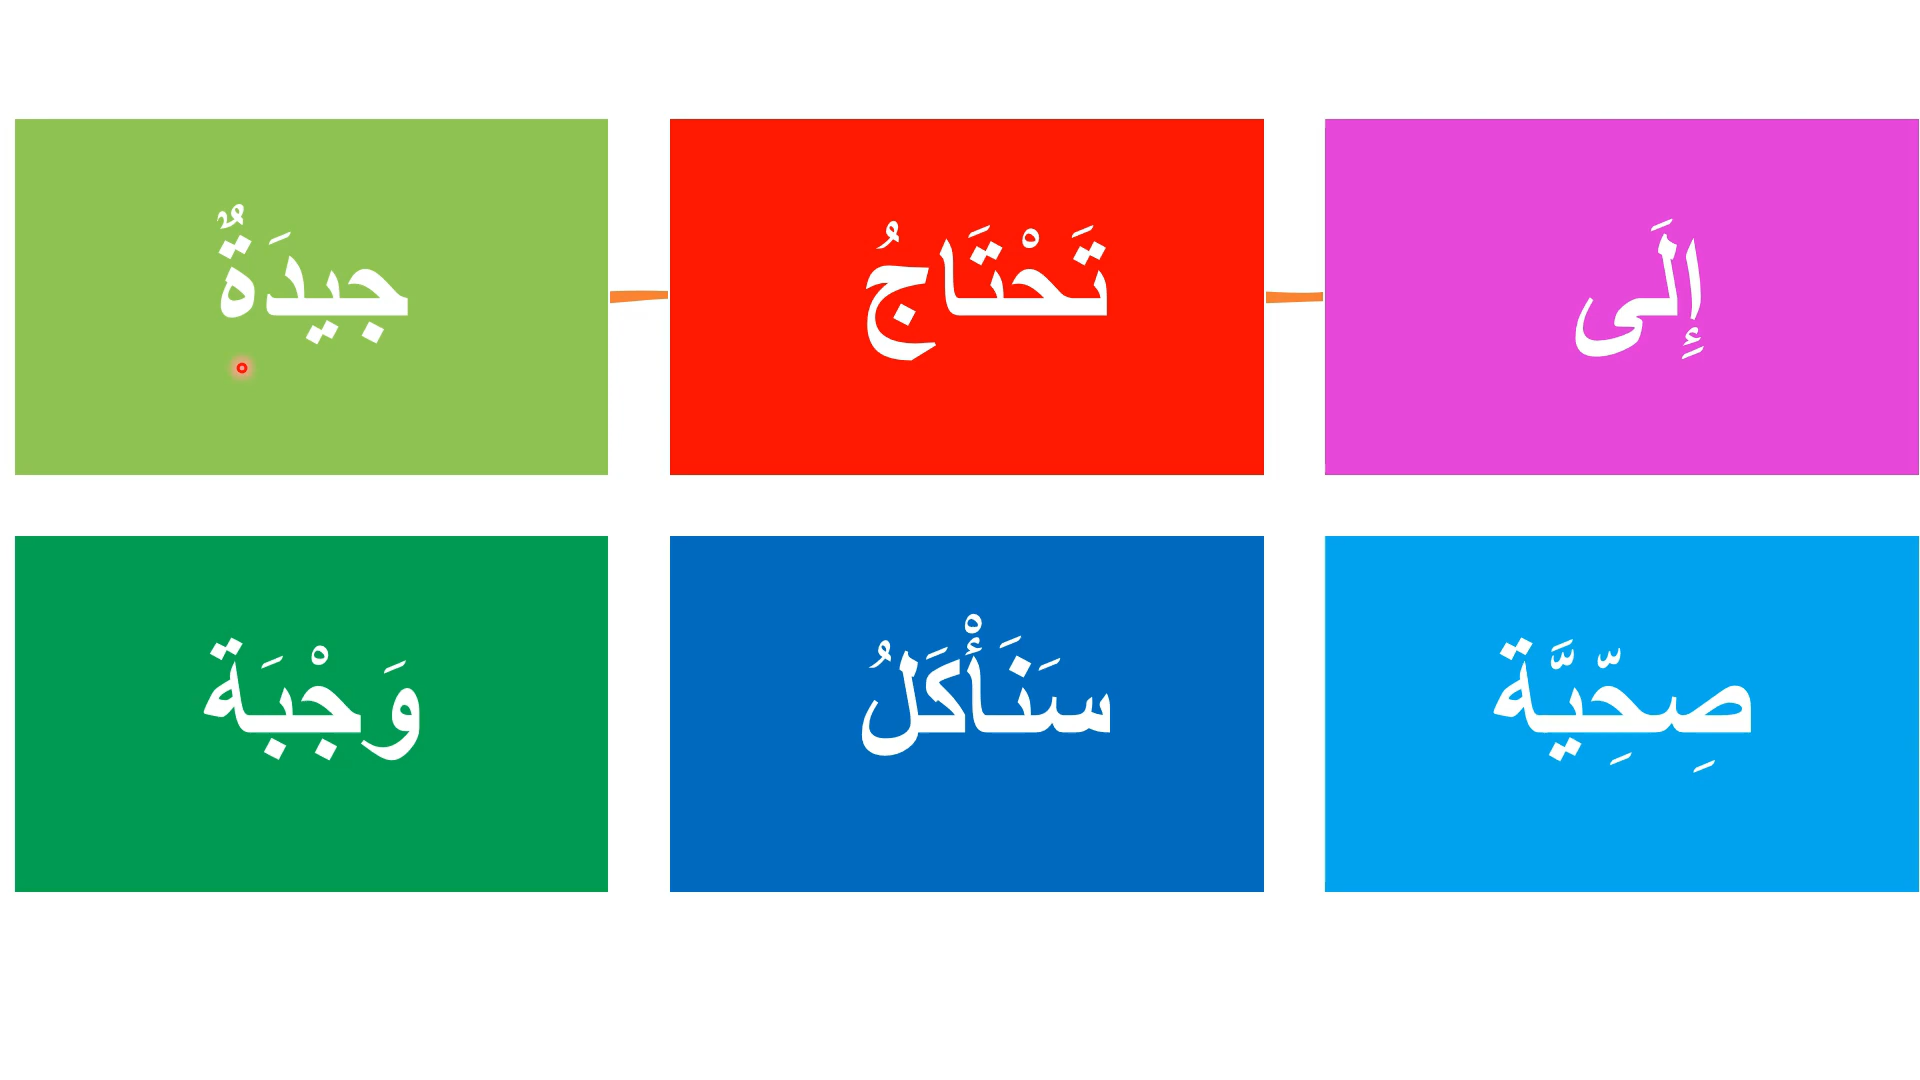 إِلَى
تَحْتَاجُ
جيدَةٌ
صِحِّيَّة
سَنَأْكَلُ
وَجْبَة